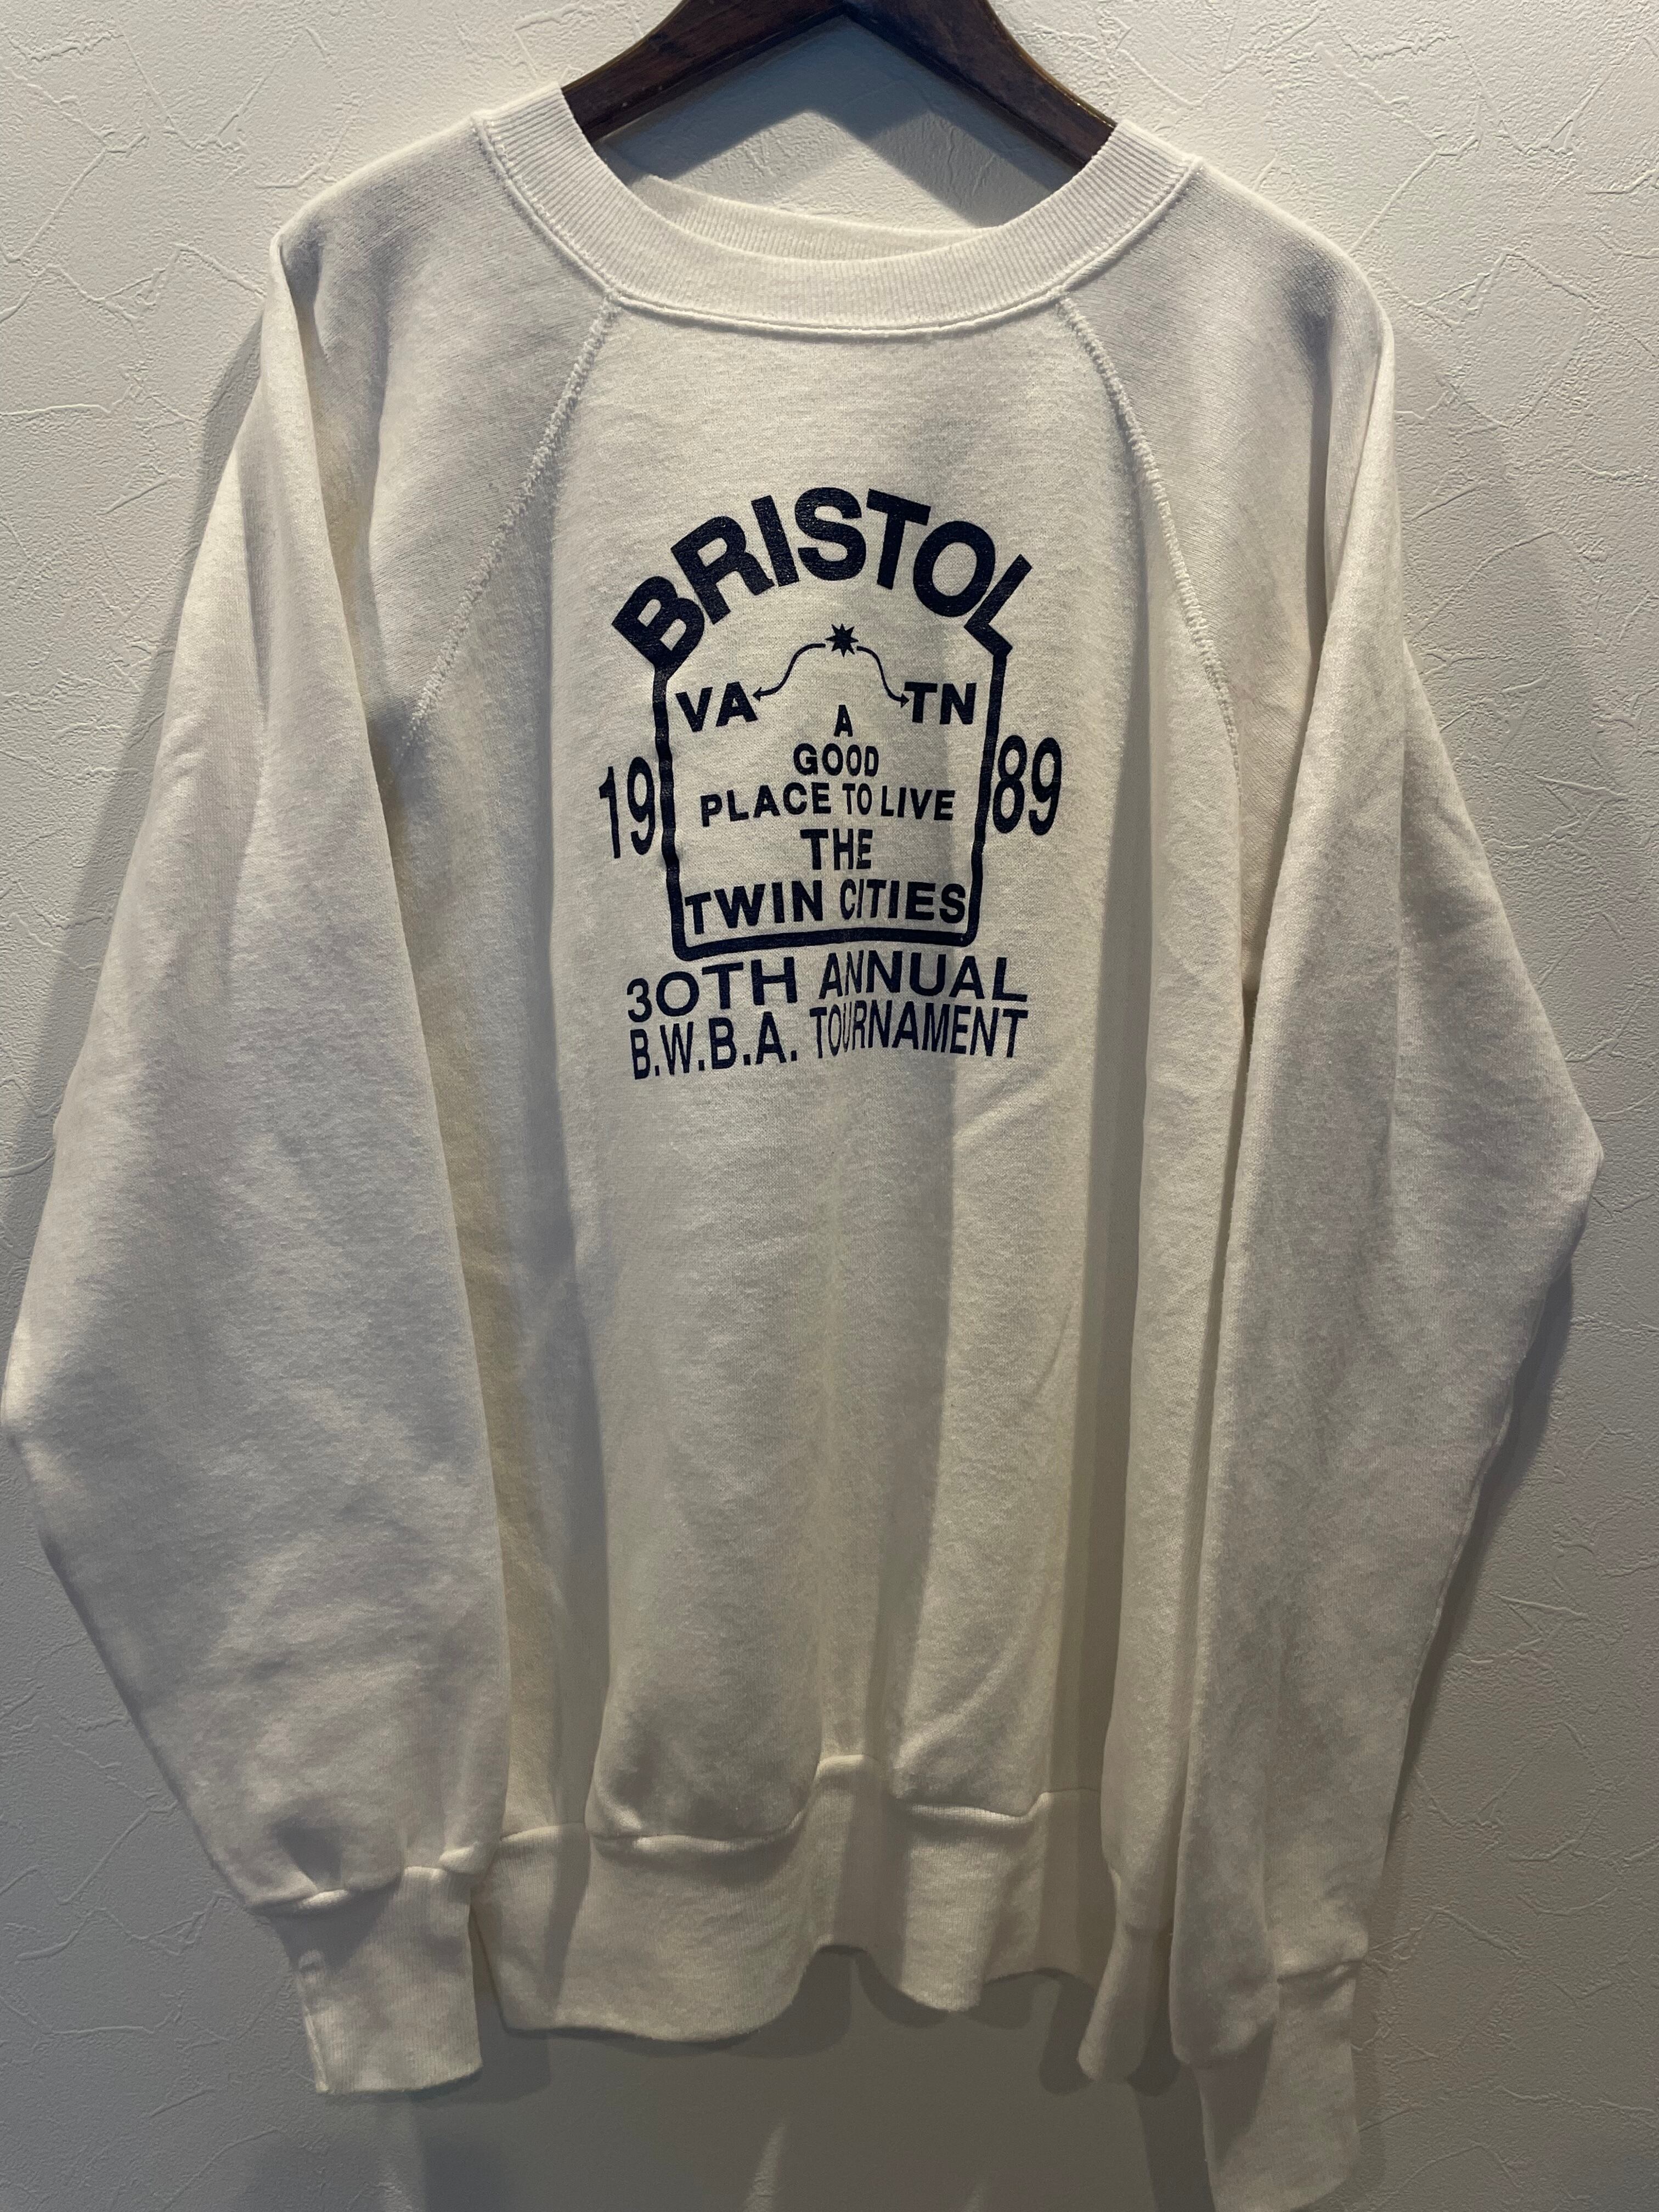 BRISTOL
VA TN
A
GOOD
PLACE TO LIVE
19 89
THE
TWIN CITIES
30TH ANNUAL
B.W.B.A. TOURNAMENT